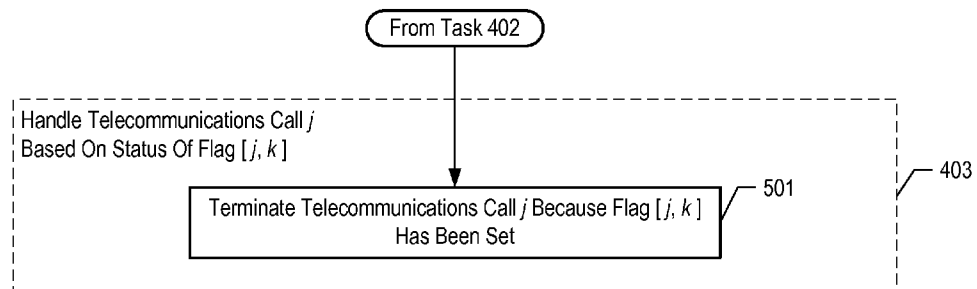 From Task 402
Handle Telecommunications Call j
Based On Status Of Flag [ j, k ]
403
501
Terminate Telecommunications Call j Because Flag [ j, k ]
Has Been Set